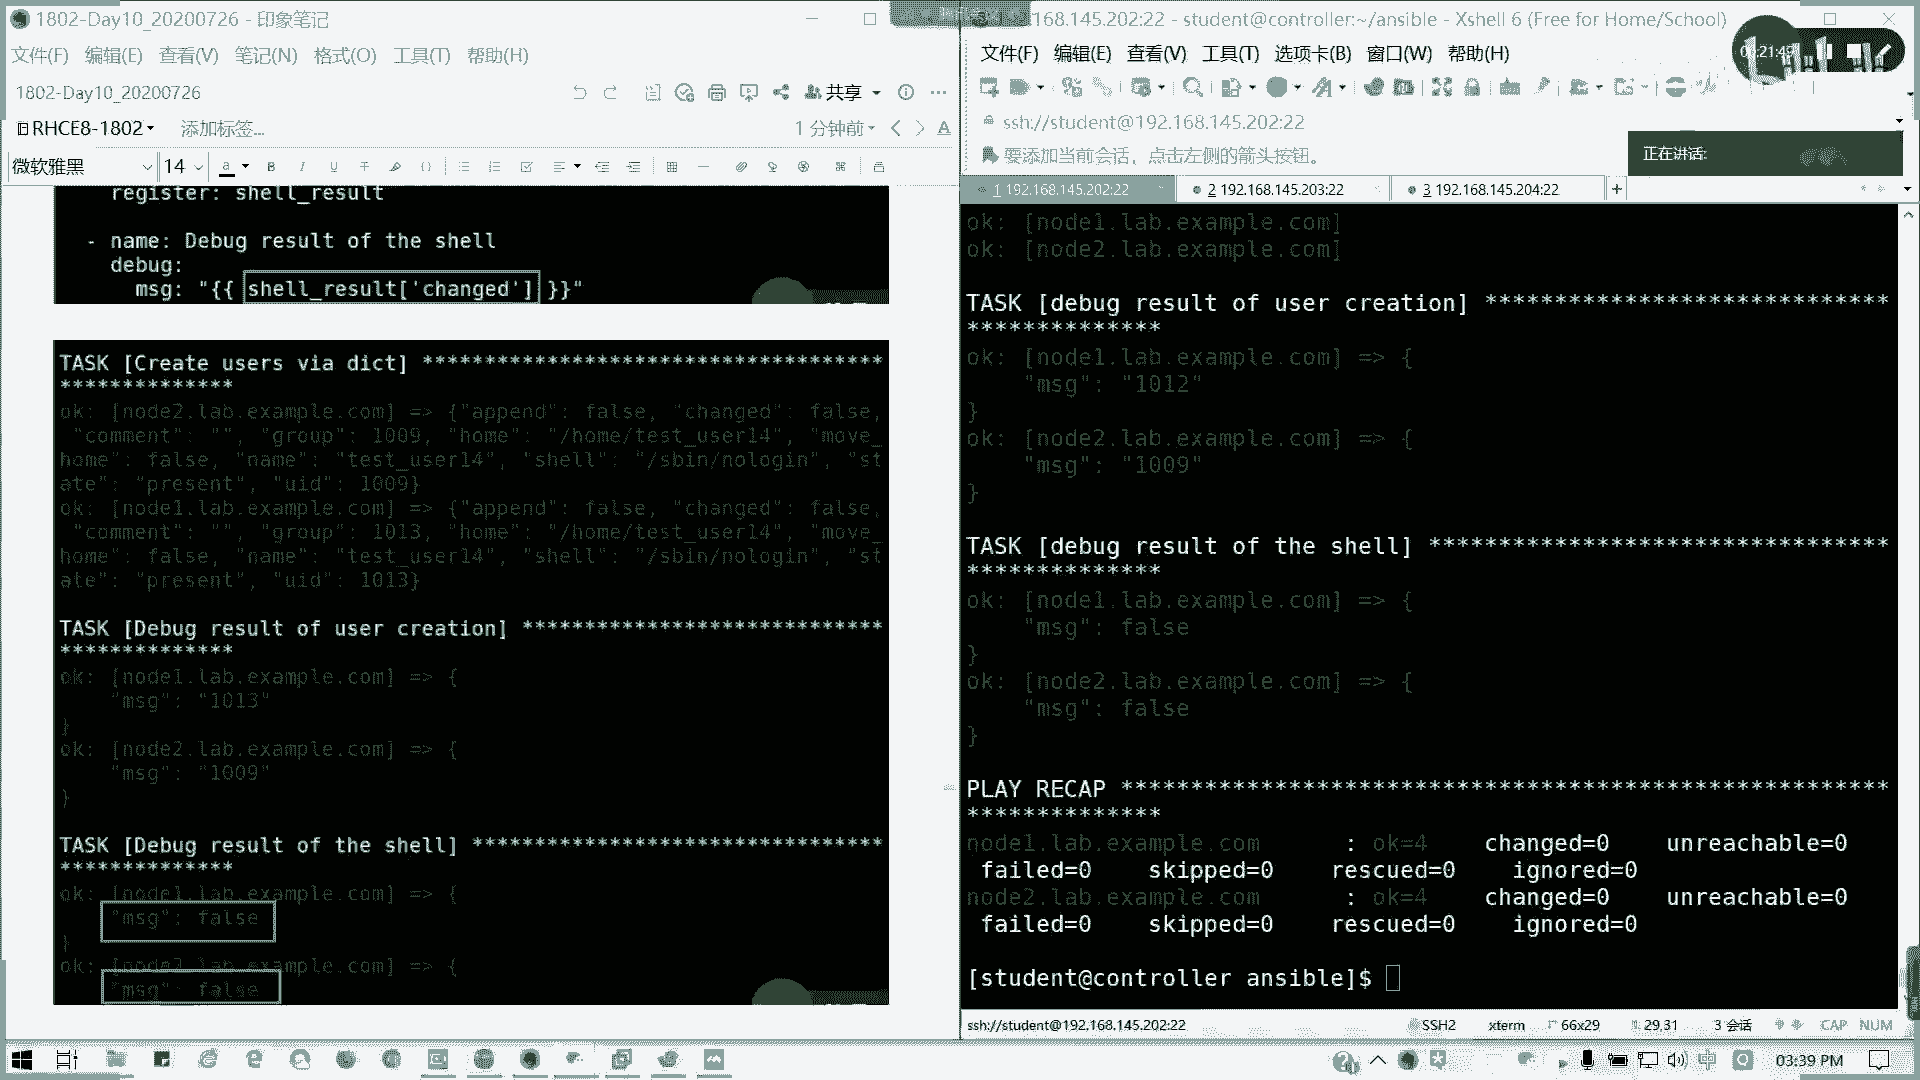 1802-Day10_20200726 - 印象笔记
文件(F) 编辑(E) 查看(V) 笔记(N) 格式(O) 工具(T) 帮助(H)
1802-Day10_20200726
共享
RHCE8-1802
添加标签...
1 分钟前
微软雅黑
14
register: shell_result
- name: Debug result of the shell
debug:
msg: "{{ shell_result['changed'] }}"
TASK [Create users via dict] *************************************
**************
ok: [node2.lab.example.com] => {"append": false, "changed": false,
"comment": "", "group": 1009, "home": "/home/test_user14", "move_
home": false, "name": "test_user14", "shell": "/sbin/nologin", "st
ate": "present", "uid": 1009}
ok: [node1.lab.example.com] => {"append": false, "changed": false,
"comment": "", "group": 1013, "home": "/home/test_user14", "move_
home": false, "name": "test_user14", "shell": "/sbin/nologin", "st
ate": "present", "uid": 1013}
TASK [Debug result of user creation] *****************************
**************
ok: [node1.lab.example.com] => {
"msg": "1013"
}
ok: [node2.lab.example.com] => {
"msg": "1009"
}
TASK [Debug result of the shell] *********************************
**************
ok: [node1.lab.example.com] => {
"msg": false
}
ok: [node2.lab.example.com] => {
"msg": false
168.145.202:22 - student@controller:~/ansible - Xshell 6 (Free for Home/School)
文件(F) 编辑(E) 查看(V) 工具(T) 选项卡(B) 窗口(W) 帮助(H)
ssh://student@192.168.145.202:22
要添加当前会话，点击左侧的箭头按钮。
正在讲话:
1 192.168.145.202:22
2 192.168.145.203:22
3 192.168.145.204:22
ok: [node1.lab.example.com]
ok: [node2.lab.example.com]
TASK [debug result of user creation] *****************************
**************
ok: [node1.lab.example.com] => {
"msg": "1012"
}
ok: [node2.lab.example.com] => {
"msg": "1009"
}
TASK [debug result of the shell] *********************************
**************
ok: [node1.lab.example.com] => {
"msg": false
}
ok: [node2.lab.example.com] => {
"msg": false
}
PLAY RECAP *******************************************************
**************
node1.lab.example.com : ok=4 changed=0 unreachable=0
failed=0 skipped=0 rescued=0 ignored=0
node2.lab.example.com : ok=4 changed=0 unreachable=0
failed=0 skipped=0 rescued=0 ignored=0
[student@controller ansible]$
ssh://student@192.168.145.202:22
SSH2
xterm
66x29
29,31
3 会话
CAP NUM
03:39 PM